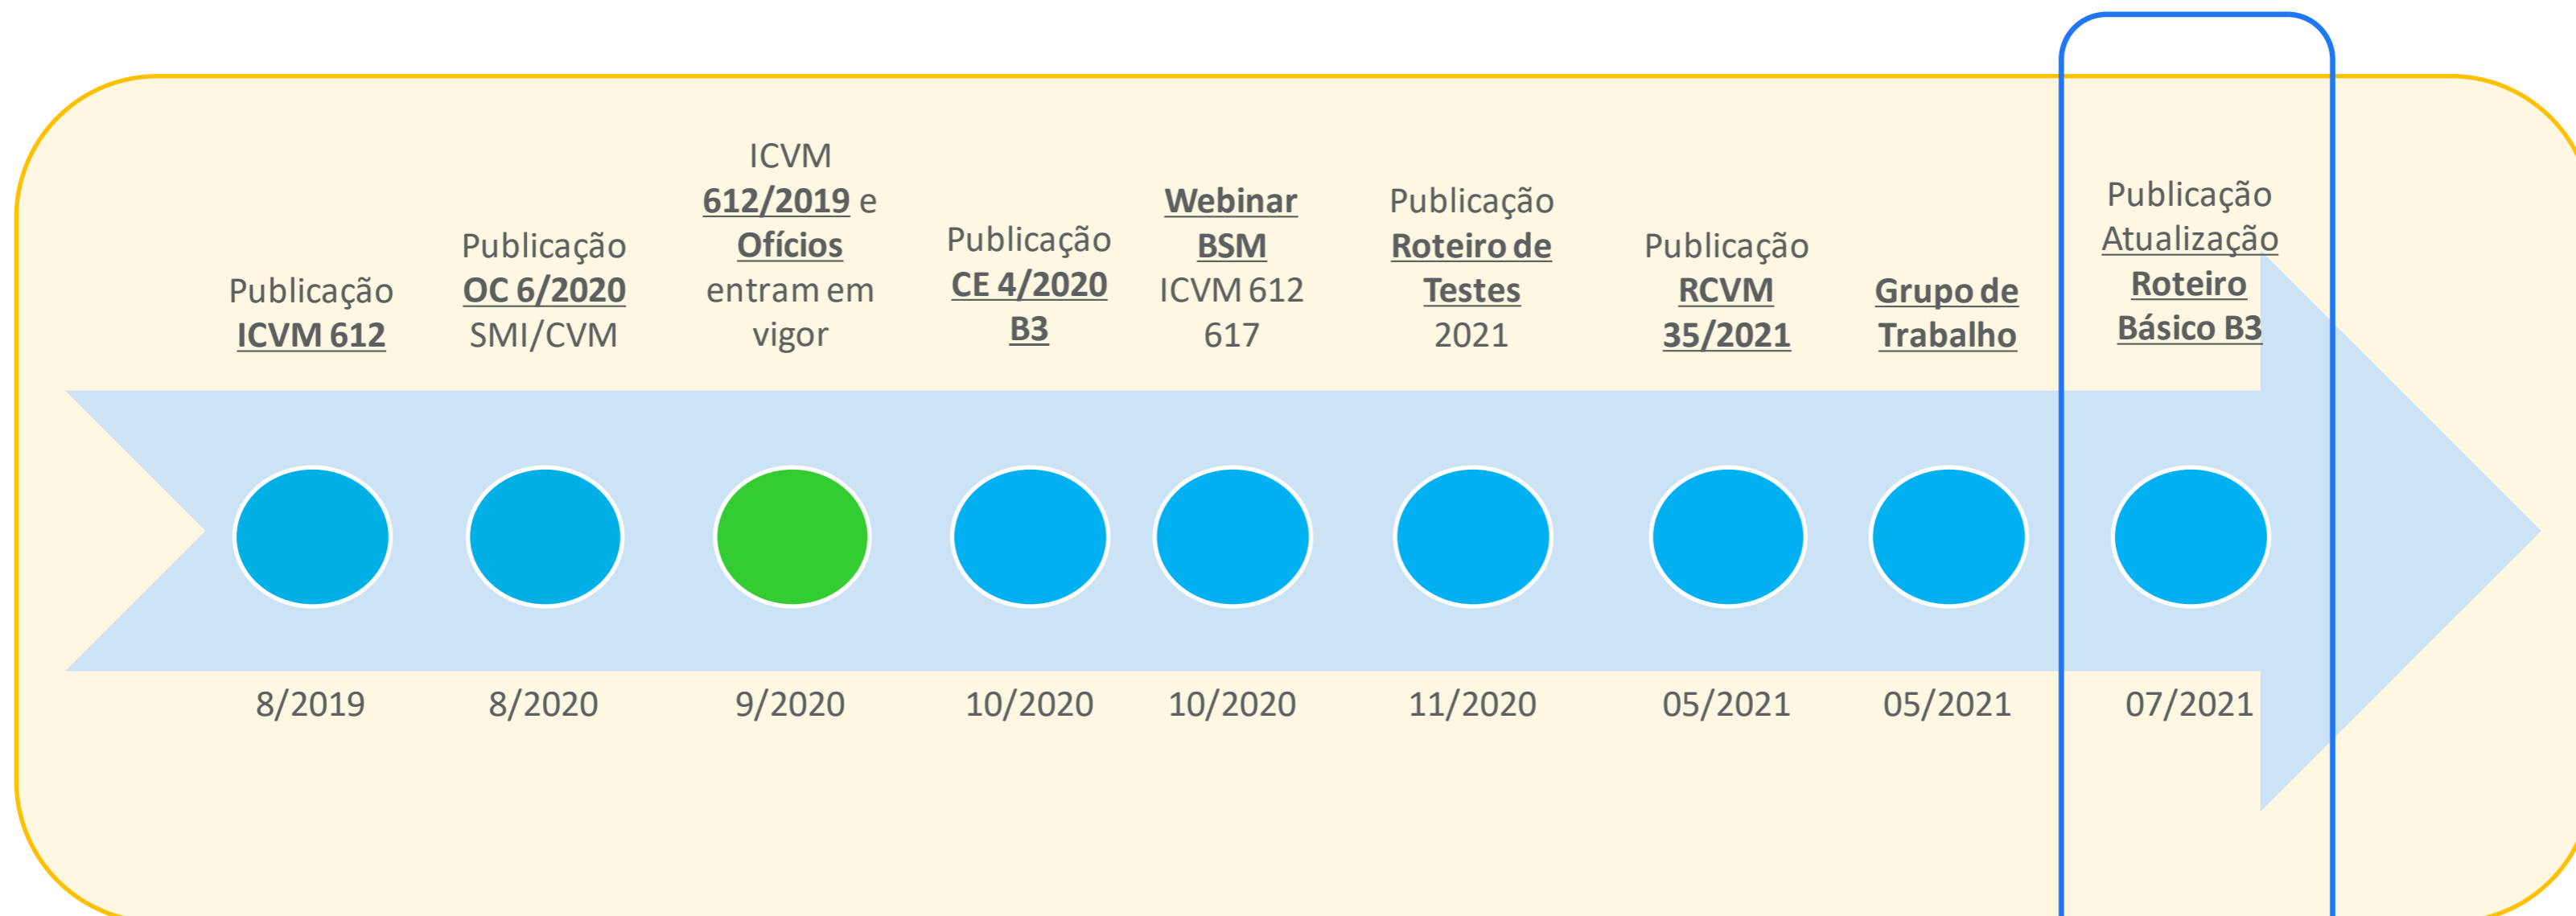 Publicação
ICVM 612
Publicação
OC 6/2020
SMI/CVM
ICVM
612/2019 e
Ofícios
entram em
vigor
Publicação
CE 4/2020
B3
Webinar
BSM
ICVM 612
617
Publicação
Roteiro de
Testes
2021
Publicação
RCVM
35/2021
Grupo de
Trabalho
Publicação
Atualização
Roteiro
Básico B3
8/2019
8/2020
9/2020
10/2020
10/2020
11/2020
05/2021
05/2021
07/2021